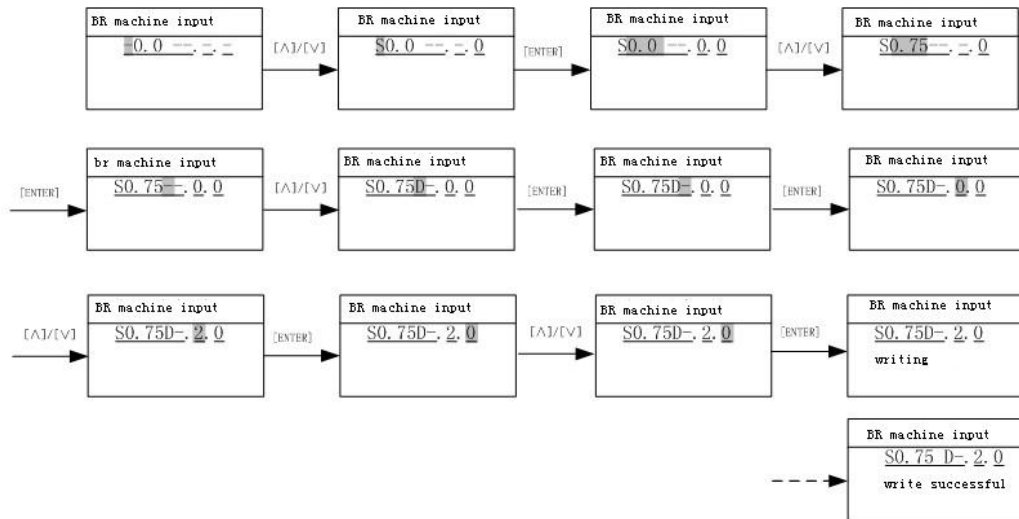 BR machine input
-0.0 --.-.-
[Λ]/[V]
BR machine input
S0.0 --.-.0
[ENTER]
BR machine input
S0.0 --.0.0
[Λ]/[V]
BR machine input
S0.75--.-.0
[ENTER]
br machine input
S0.75--.0.0
[Λ]/[V]
BR machine input
S0.75D-.0.0
[ENTER]
BR machine input
S0.75D-.0.0
[ENTER]
BR machine input
S0.75D-.0.0
[Λ]/[V]
BR machine input
S0.75D-.2.0
[ENTER]
BR machine input
S0.75D-.2.0
[Λ]/[V]
BR machine input
S0.75D-.2.0
[ENTER]
BR machine input
S0.75D-.2.0
writing
BR machine input
S0.75 D-.2.0
write successful